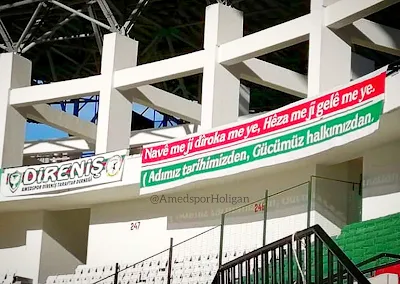 Navê me ji dîroka me ye, Hêza me ji gelê me ye.
( Adımız tarihimizden, Gücümüz halkımızdan.
DİRENİŞ
AMEDSPOR DİRENİŞ TARAFTAR DERNEĞİ
@AmedsporHoligan
247
246